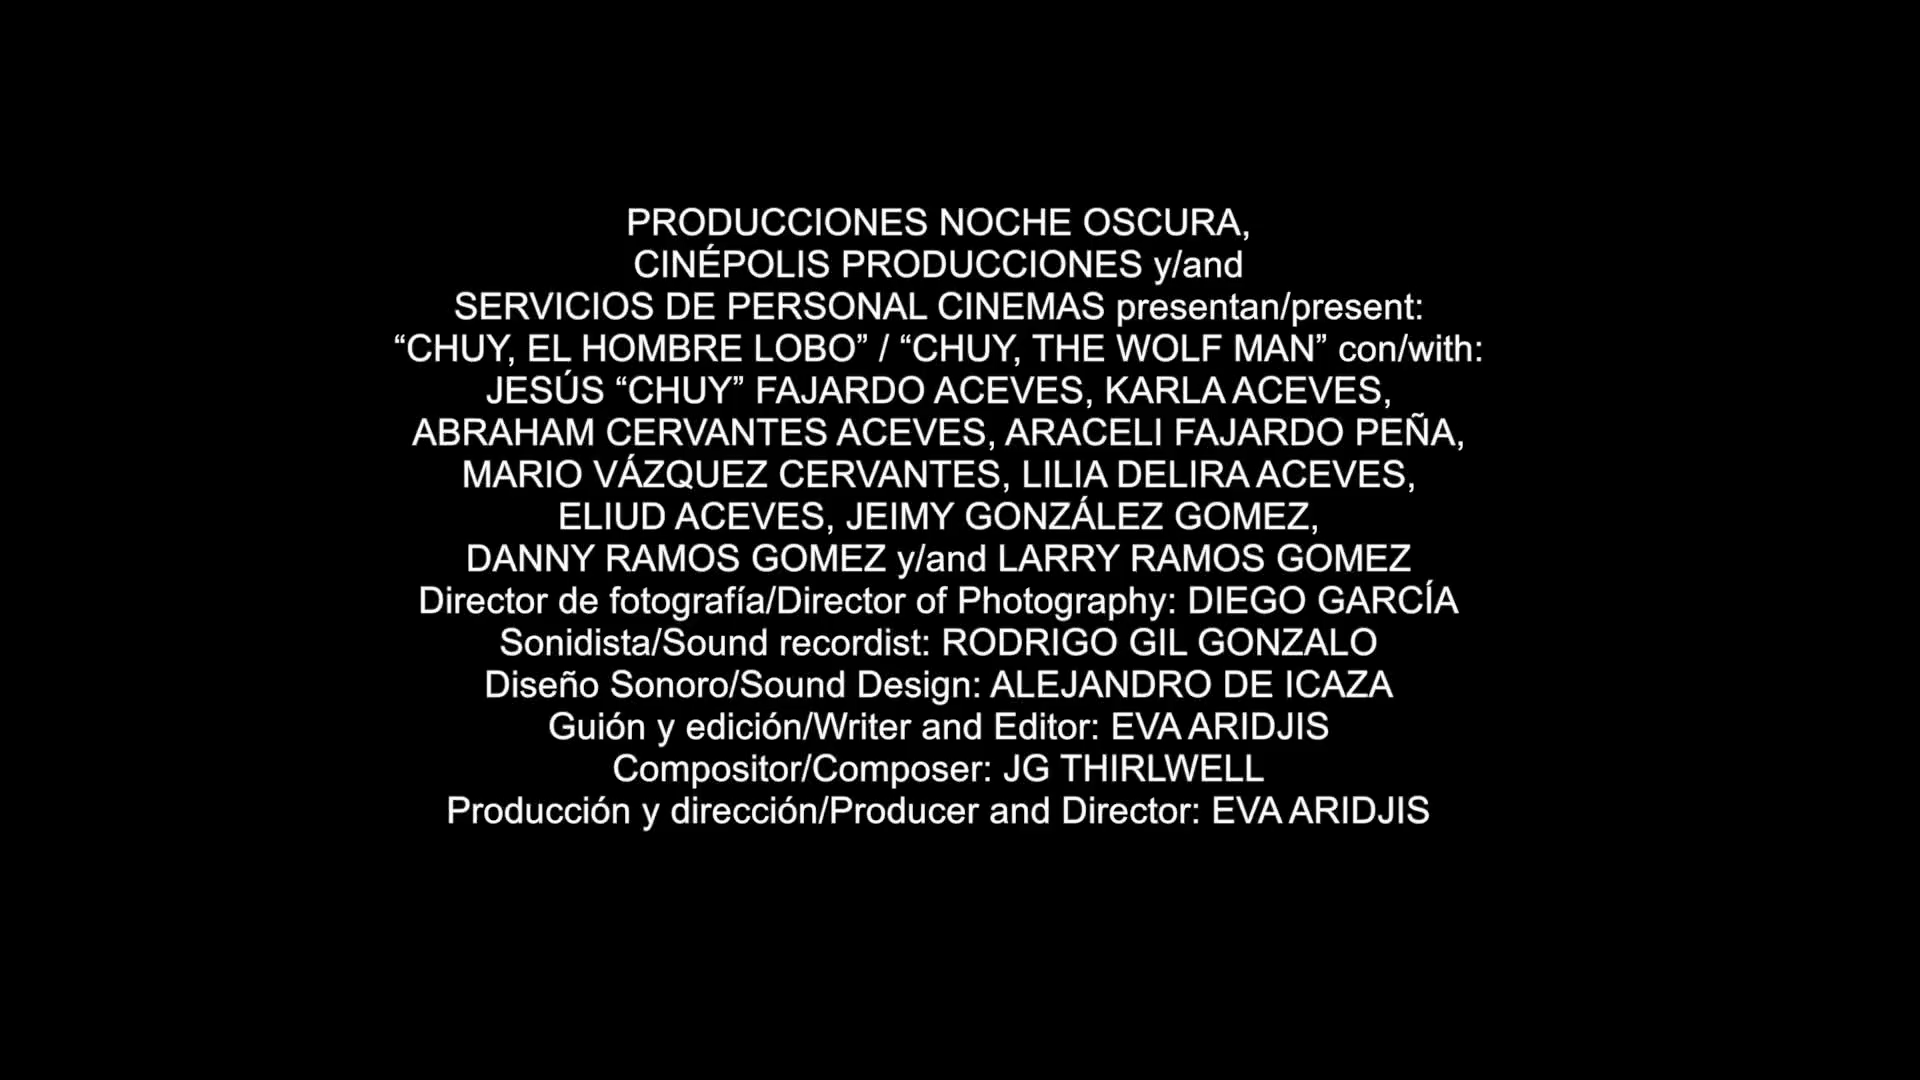 PRODUCCIONES NOCHE OSCURA,
CINÉPOLIS PRODUCCIONES y/and
SERVICIOS DE PERSONAL CINEMAS presentan/present:
“CHUY, EL HOMBRE LOBO” / “CHUY, THE WOLF MAN” con/with:
JESÚS “CHUY” FAJARDO ACEVES, KARLA ACEVES,
ABRAHAM CERVANTES ACEVES, ARACELI FAJARDO PEÑA,
MARIO VÁZQUEZ CERVANTES, LILIA DELIRA ACEVES,
ELIUD ACEVES, JEIMY GONZÁLEZ GOMEZ,
DANNY RAMOS GOMEZ y/and LARRY RAMOS GOMEZ
Director de fotografía/Director of Photography: DIEGO GARCÍA
Sonidista/Sound recordist: RODRIGO GIL GONZALO
Diseño Sonoro/Sound Design: ALEJANDRO DE ICAZA
Guión y edición/Writer and Editor: EVA ARIDJIS
Compositor/Composer: JG THIRLWELL
Producción y dirección/Producer and Director: EVA ARIDJIS